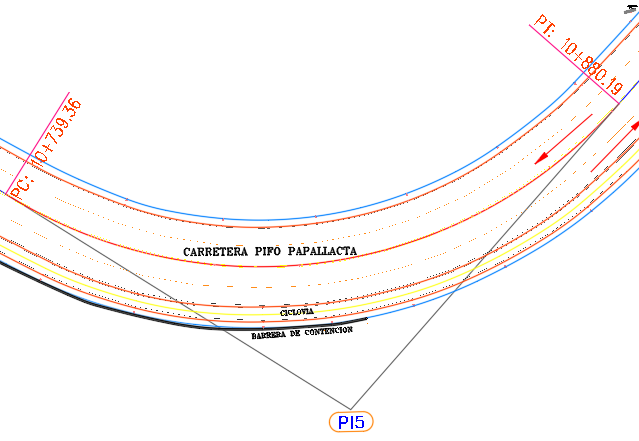 PT: 10+880.19
PC: 10+739.36
CARRETERA PIFO PAPALLACTA
CICLOVIA
BARRERA DE CONTENCION
PI5